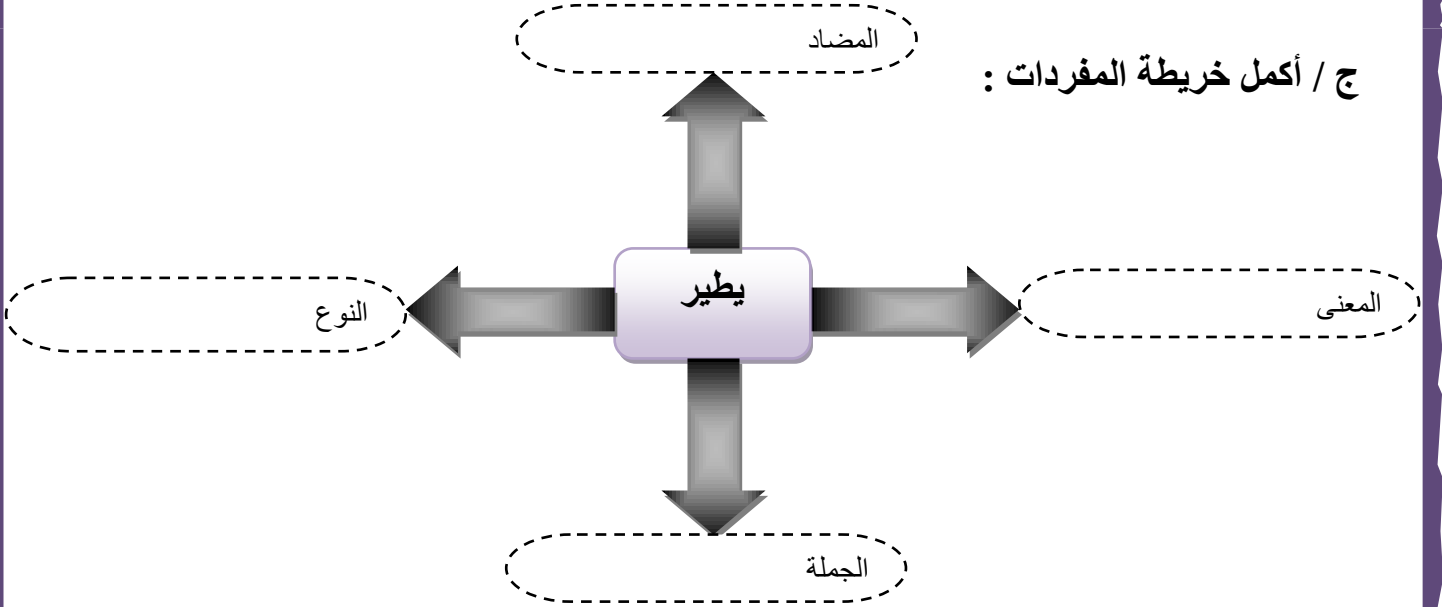 المضاد
ج / أكمل خريطة المفردات :
يطير
المعنى
النوع
الجملة